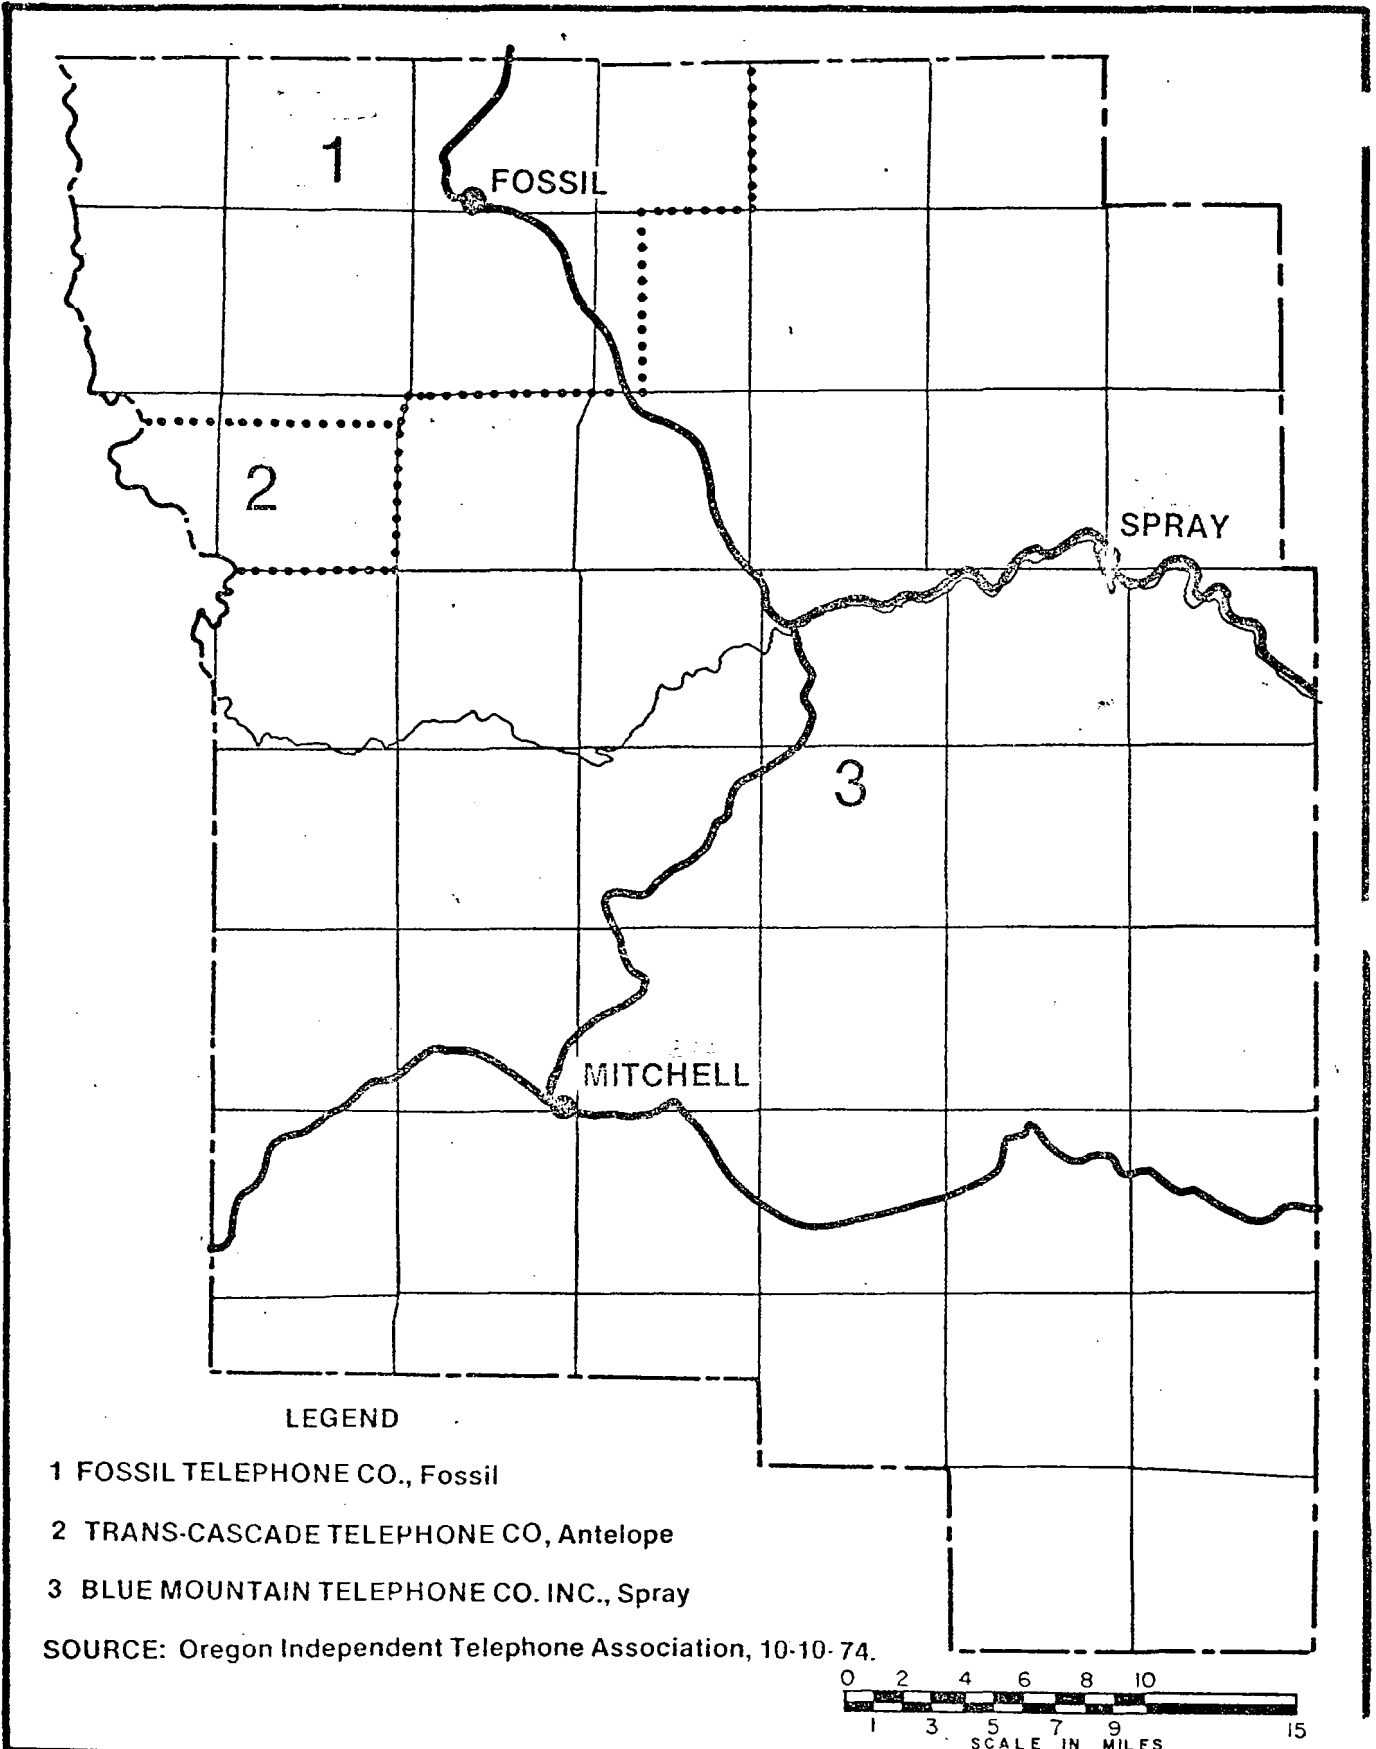 1
FOSSIL
2
SPRAY
3
MITCHELL
LEGEND
1 FOSSIL TELEPHONE CO., Fossil
2 TRANS-CASCADE TELEPHONE CO, Antelope
3 BLUE MOUNTAIN TELEPHONE CO. INC., Spray
SOURCE: Oregon Independent Telephone Association, 10-10-74.
0 2 4 6 8 10
1 3 5 7 9 15
SCALE IN MILES